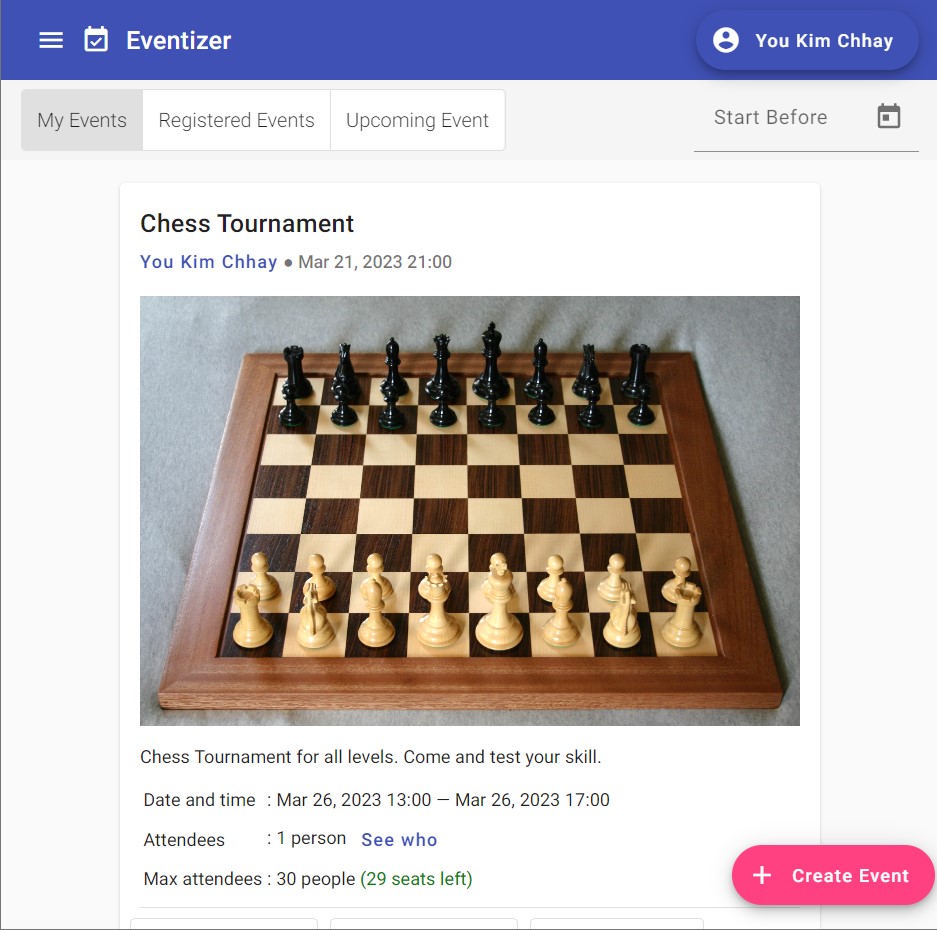 Eventizer
You Kim Chhay
My Events
Registered Events
Upcoming Event
Start Before
Chess Tournament
You Kim Chhay ● Mar 21, 2023 21:00
Chess Tournament for all levels. Come and test your skill.
Date and time : Mar 26, 2023 13:00 — Mar 26, 2023 17:00
Attendees : 1 person See who
Max attendees : 30 people (29 seats left)
Create Event